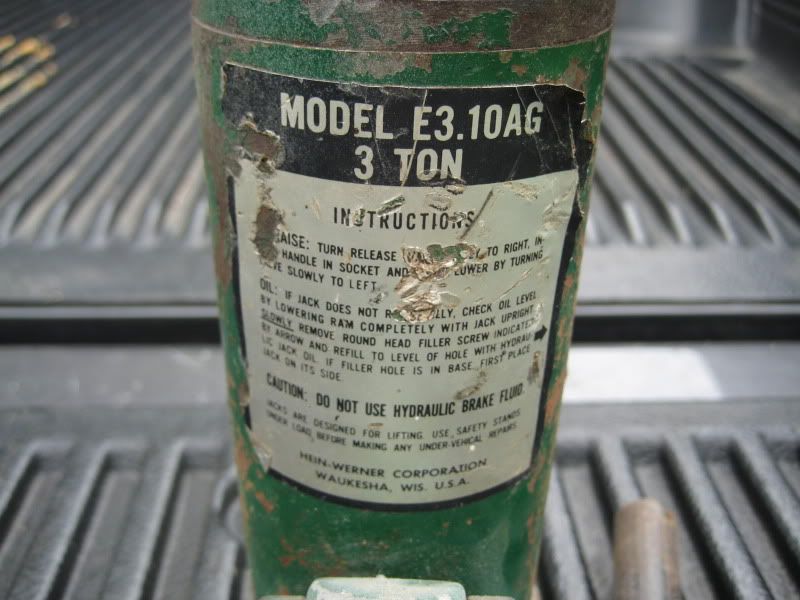 MODEL E3.10AG
3 TON
INSTRUCTIONS
RAISE: TURN RELEASE TO RIGHT, IN-
HANDLE IN SOCKET AND LOWER BY TURNING
SLOWLY TO LEFT.
OIL: IF JACK DOES NOT CHECK OIL LEVEL
BY LOWERING RAM COMPLETELY WITH JACK UPRIGHT.
SLOWLY REMOVE ROUND HEAD FILLER SCREW INDICATED
BY ARROW AND REFILL TO LEVEL OF HOLE WITH HYDRAU-
LIC JACK OIL. IF FILLER HOLE IS IN BASE, FIRST PLACE
JACK ON ITS SIDE.
CAUTION: DO NOT USE HYDRAULIC BRAKE FLUID.
JACKS ARE DESIGNED FOR LIFTING. USE SAFETY STANDS
UNDER LOAD BEFORE MAKING ANY UNDER-VEHICAL REPAIRS.
HEIN-WERNER CORPORATION
WAUKESHA, WIS. U.S.A.